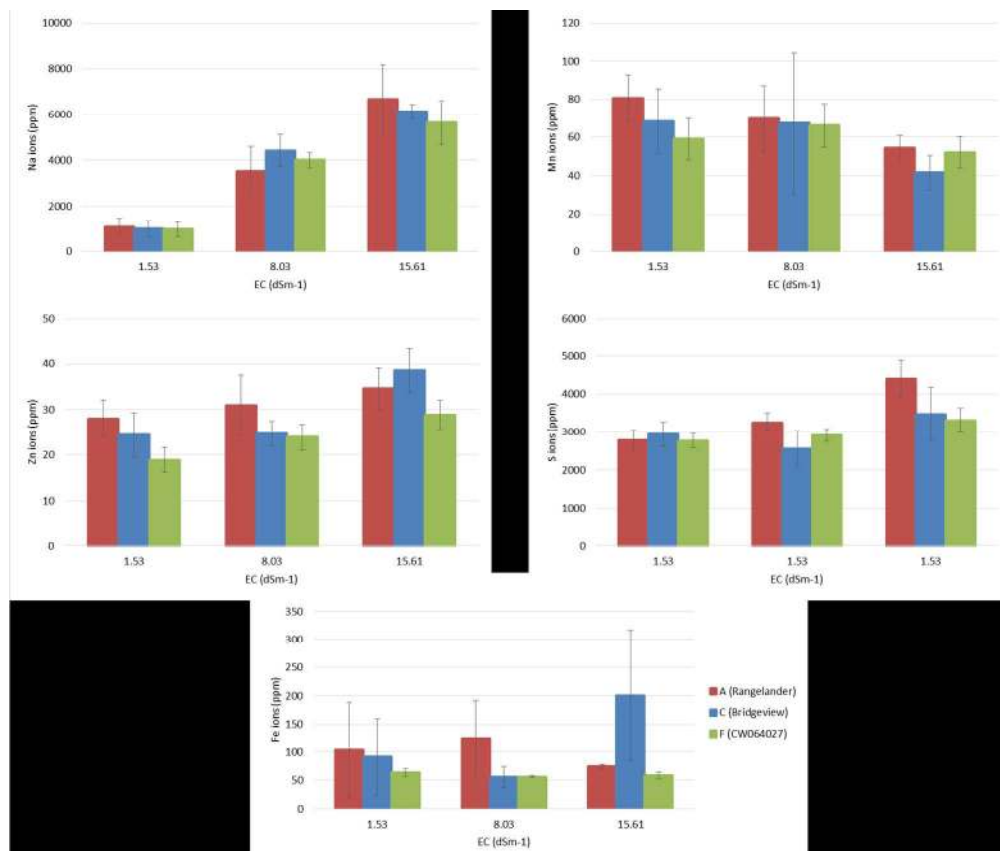 10000
8000
6000
4000
2000
0
Na ions (ppm)
1.53 8.03 15.61
EC (dSm-1)
120
100
80
60
40
20
0
Mn ions (ppm)
1.53 8.03 15.61
EC (dSm-1)
50
40
30
20
10
0
Zn ions (ppm)
1.53 8.03 15.61
EC (dSm-1)
6000
5000
4000
3000
2000
1000
0
S ions (ppm)
1.53 1.53 1.53
EC (dSm-1)
350
300
250
200
150
100
50
0
Fe ions (ppm)
1.53 8.03 15.61
EC (dSm-1)
A (Rangelander)
C (Bridgeview)
F (CW064027)